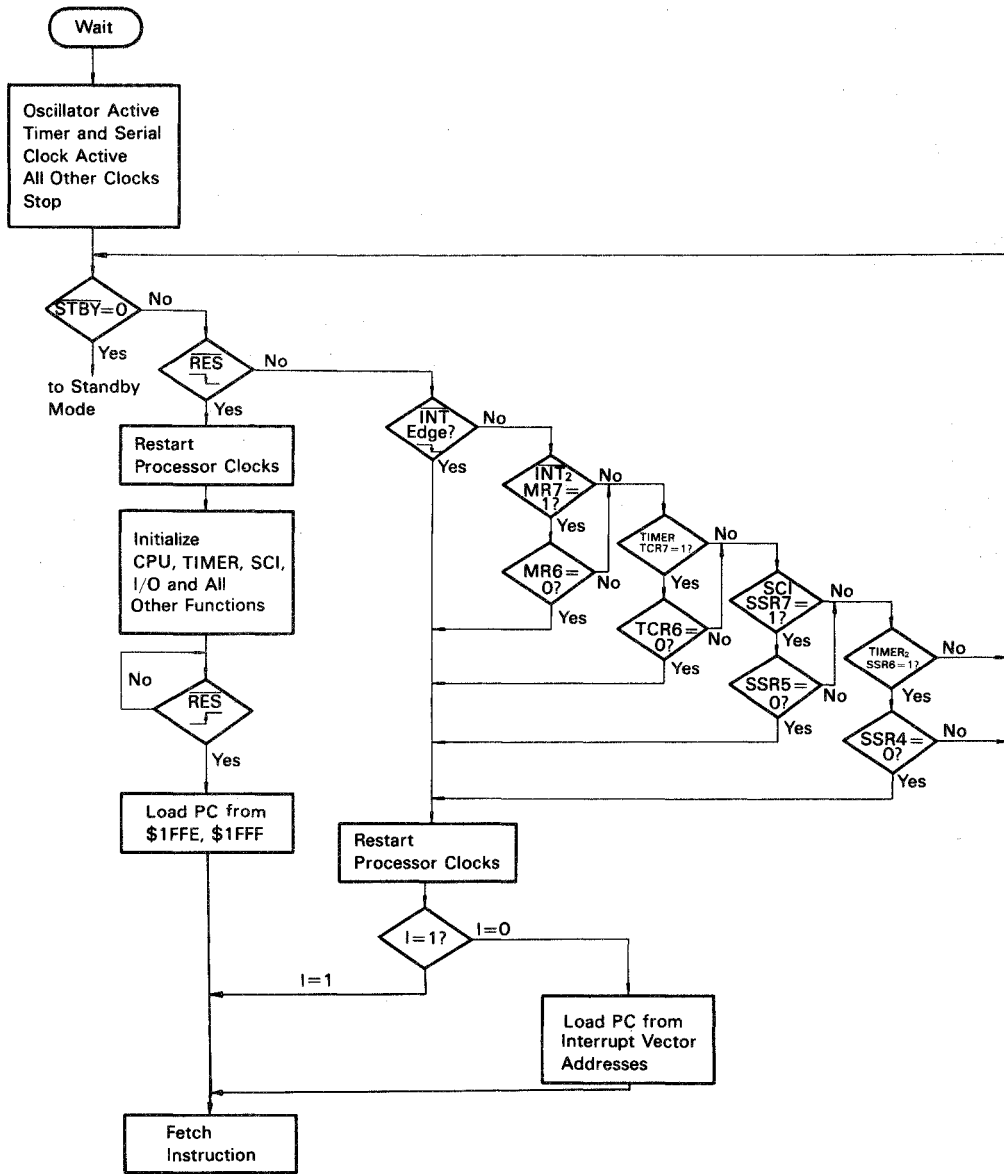 Wait
Oscillator Active
Timer and Serial
Clock Active
All Other Clocks
Stop
STBY=0
No
Yes
to Standby
Mode
RES
No
Yes
Restart
Processor Clocks
Initialize
CPU, TIMER, SCI,
I/O and All
Other Functions
No
RES
Yes
Load PC from
$1FFE, $1FFF
INT
Edge?
No
Yes
INT2
MR7=
1?
No
Yes
MR6=
0?
No
Yes
TIMER
TCR7=1?
No
Yes
TCR6=
0?
No
Yes
SCI
SSR7=
1?
No
Yes
SSR5=
0?
No
Yes
TIMER2
SSR6=1?
No
Yes
SSR4=
0?
No
Yes
Restart
Processor Clocks
I=1?
I=0
I=1
Load PC from
Interrupt Vector
Addresses
Fetch
Instruction